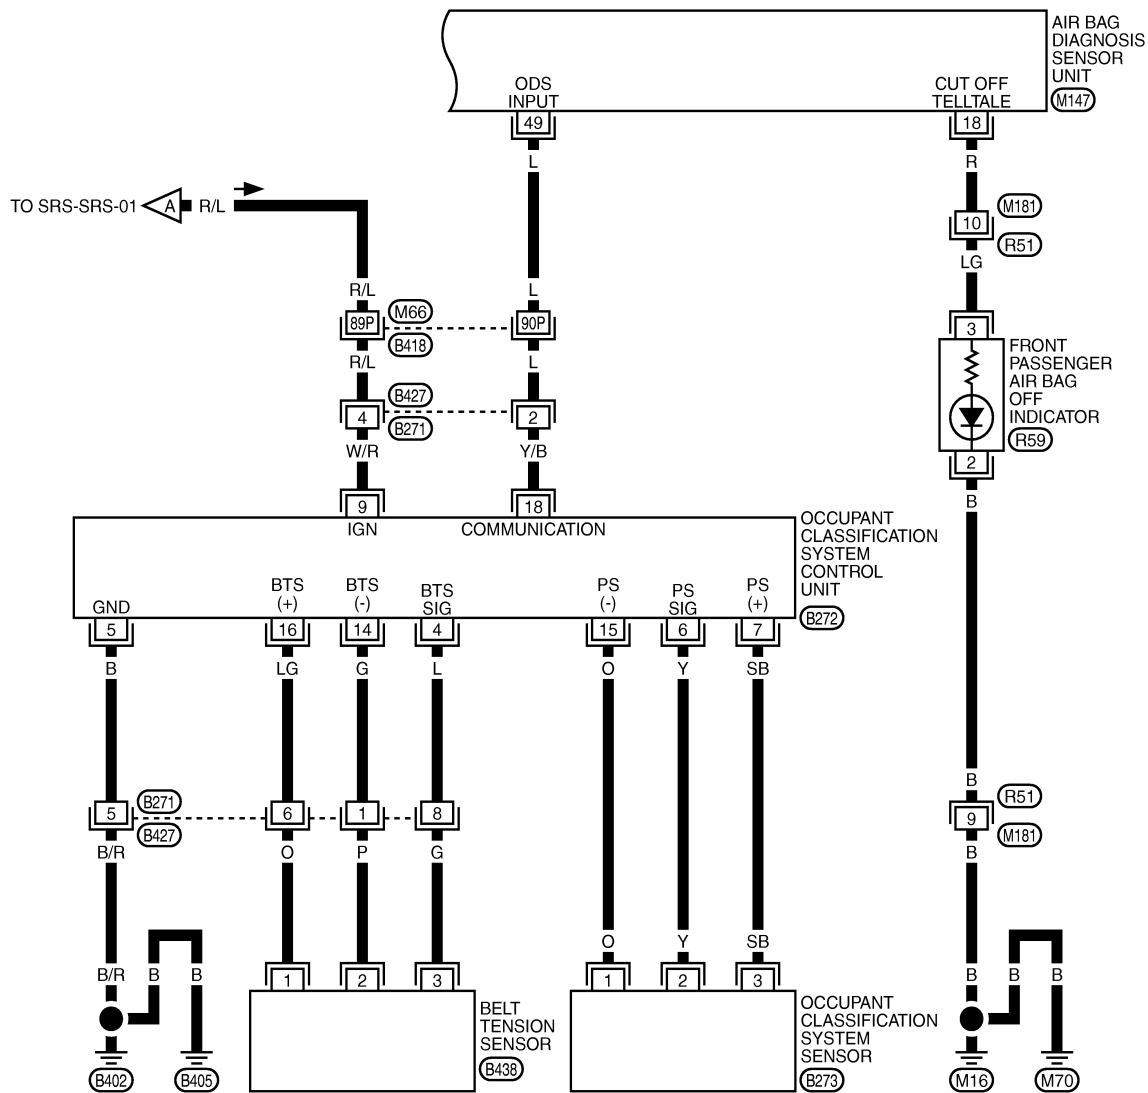 AIR BAG
DIAGNOSIS
SENSOR
UNIT
M147
ODS
INPUT
CUT OFF
TELLTALE
49
18
L
R
TO SRS-SRS-01
A
R/L
M181
10
R51
LG
R/L
L
89P
M66
B418
90P
3
R/L
L
FRONT
PASSENGER
AIR BAG
OFF
INDICATOR
R59
4
B427
B271
2
W/R
Y/B
2
9
18
B
IGN
COMMUNICATION
OCCUPANT
CLASSIFICATION
SYSTEM
CONTROL
UNIT
B272
GND
BTS
(+)
BTS
(-)
BTS
SIG
PS
(-)
PS
SIG
PS
(+)
5
16
14
4
15
6
7
B
LG
G
L
O
Y
SB
B
5
B271
B427
6
1
8
R51
9
M181
B/R
O
P
G
B
O
Y
SB
B/R
B
B
B
B
B
1
2
3
1
2
3
BELT
TENSION
SENSOR
B438
OCCUPANT
CLASSIFICATION
SYSTEM
SENSOR
B273
B402
B405
M16
M70